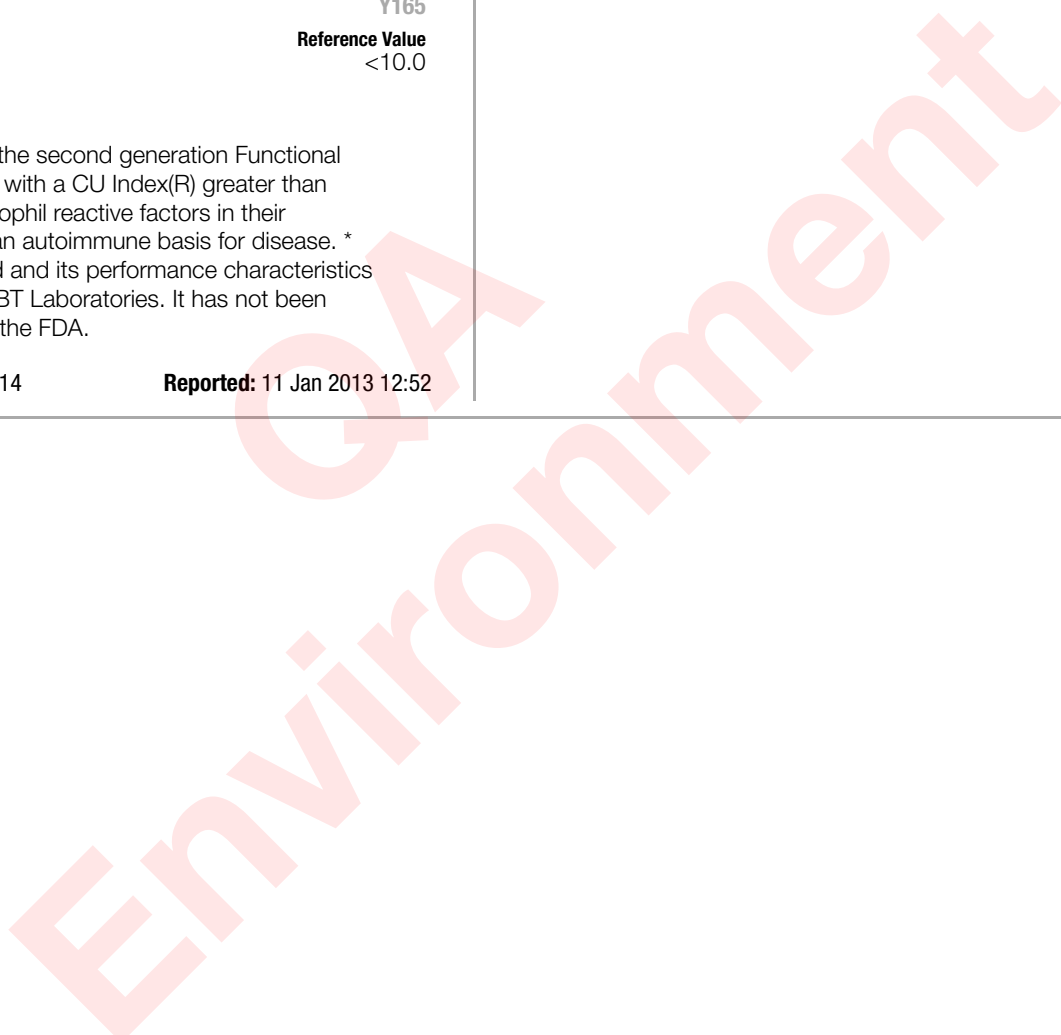 Y165
Reference Value
<10.0
the second generation Functional
with a CU Index(R) greater than
ophil reactive factors in their
an autoimmune basis for disease. *
d and its performance characteristics
BT Laboratories. It has not been
the FDA.
14 Reported: 11 Jan 2013 12:52
QA
Environment